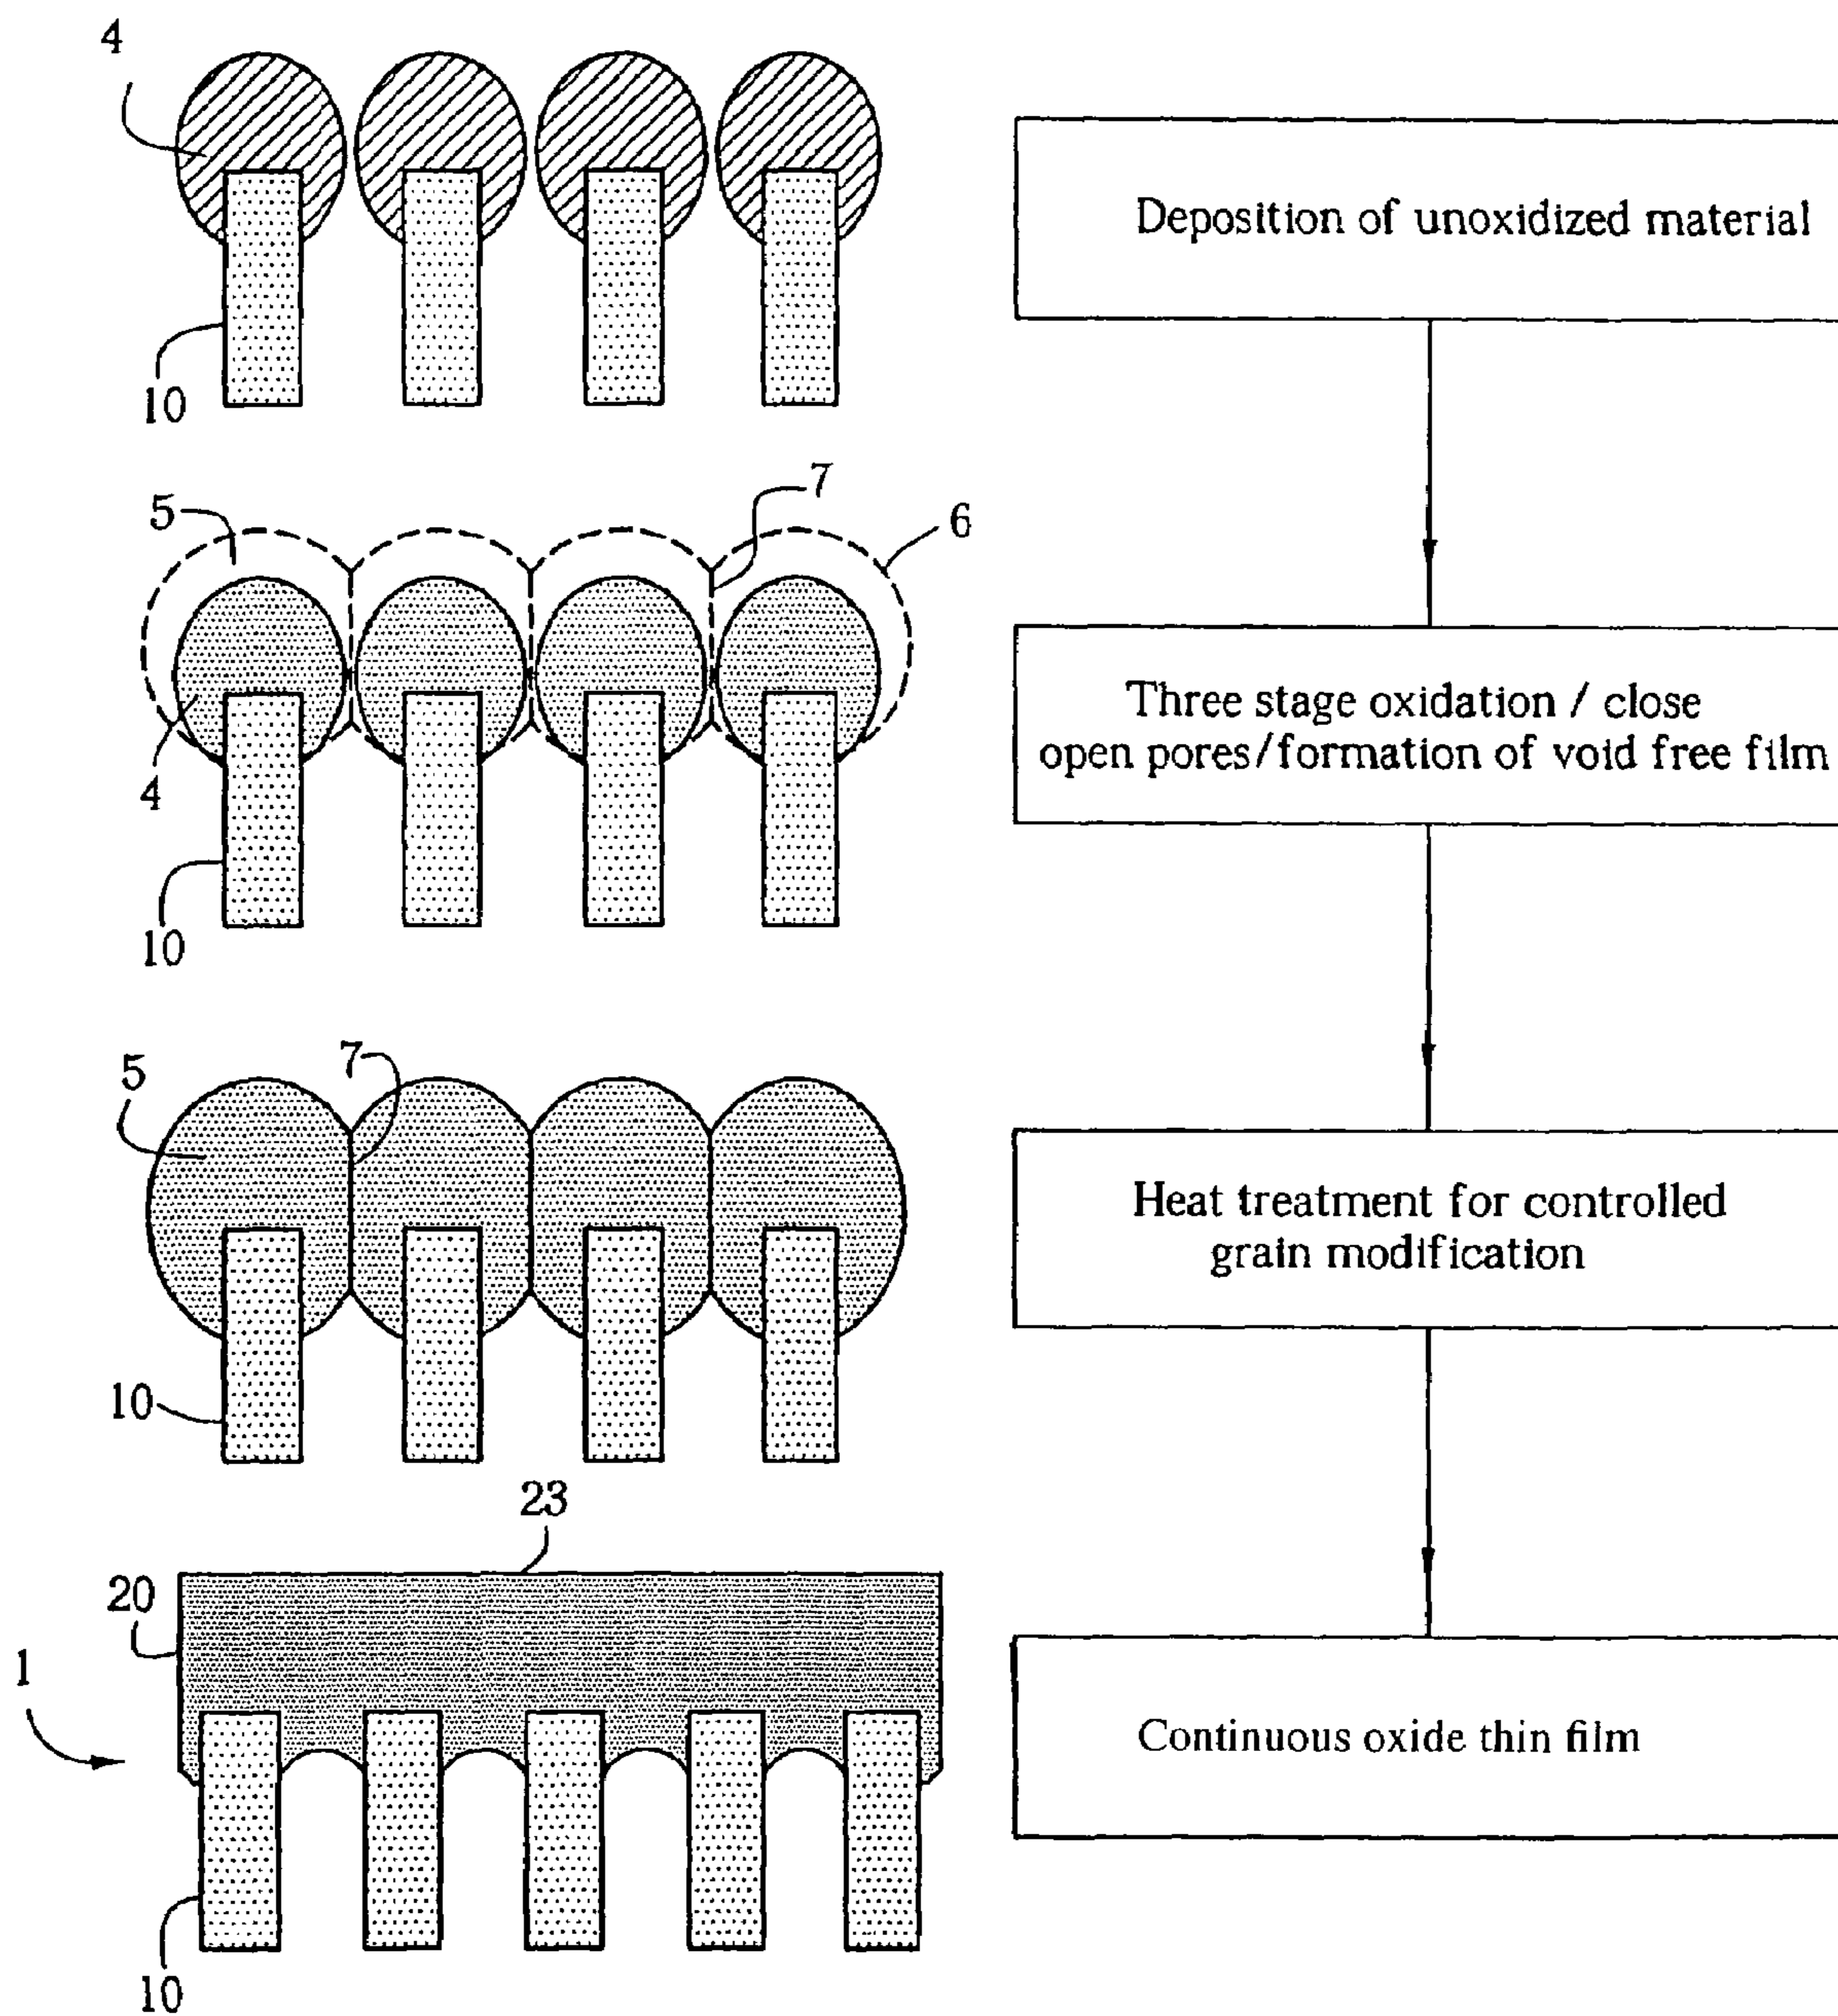 4
Deposition of unoxidized material
10
7
5
6
Three stage oxidation / close
open pores/formation of void free film
4
10
7
5
Heat treatment for controlled
grain modification
10
23
20
1
Continuous oxide thin film
10